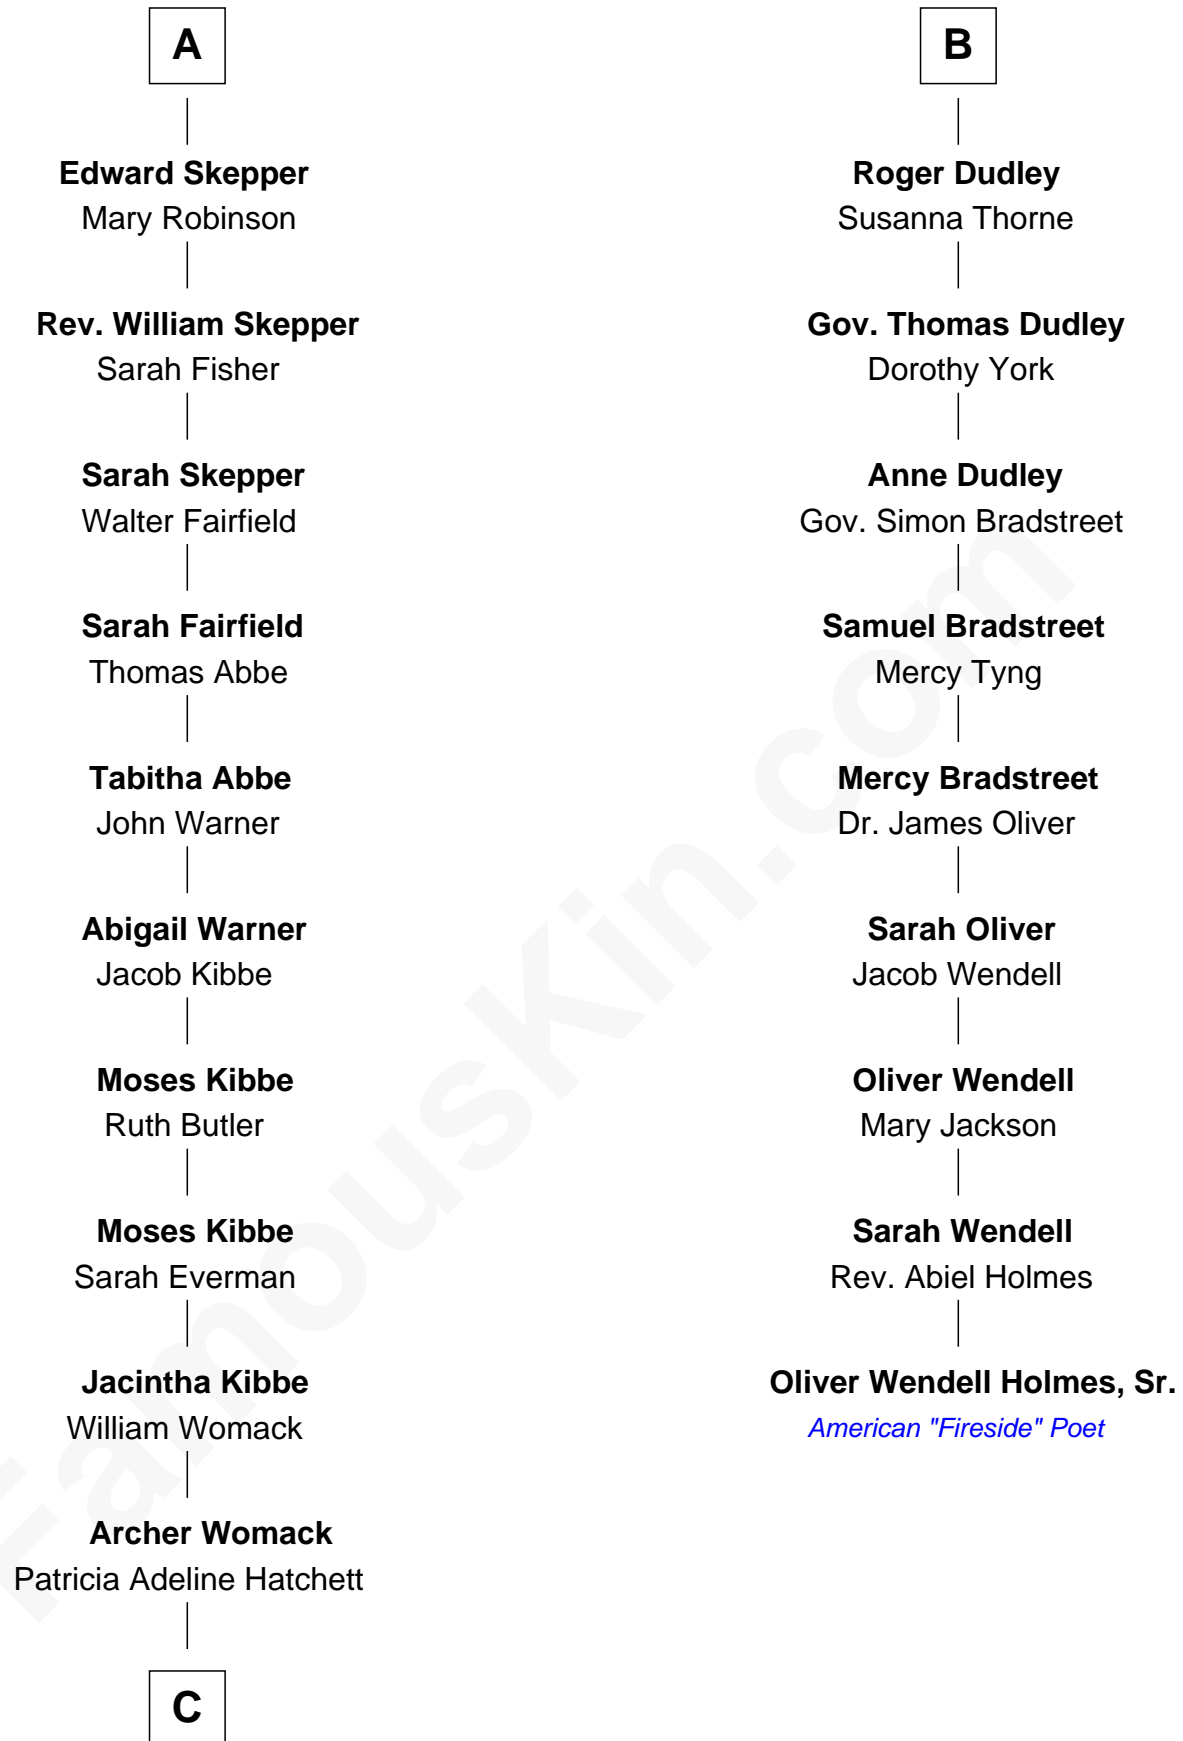 A
Edward Skepper
Mary Robinson
Rev. William Skepper
Sarah Fisher
Sarah Skepper
Walter Fairfield
Sarah Fairfield
Thomas Abbe
Tabitha Abbe
John Warner
Abigail Warner
Jacob Kibbe
Moses Kibbe
Ruth Butler
Moses Kibbe
Sarah Everman
Jacintha Kibbe
William Womack
Archer Womack
Patricia Adeline Hatchett
C
B
Roger Dudley
Susanna Thorne
Gov. Thomas Dudley
Dorothy York
Anne Dudley
Gov. Simon Bradstreet
Samuel Bradstreet
Mercy Tyng
Mercy Bradstreet
Dr. James Oliver
Sarah Oliver
Jacob Wendell
Oliver Wendell
Mary Jackson
Sarah Wendell
Rev. Abiel Holmes
Oliver Wendell Holmes, Sr.
American "Fireside" Poet
FamousKin.com